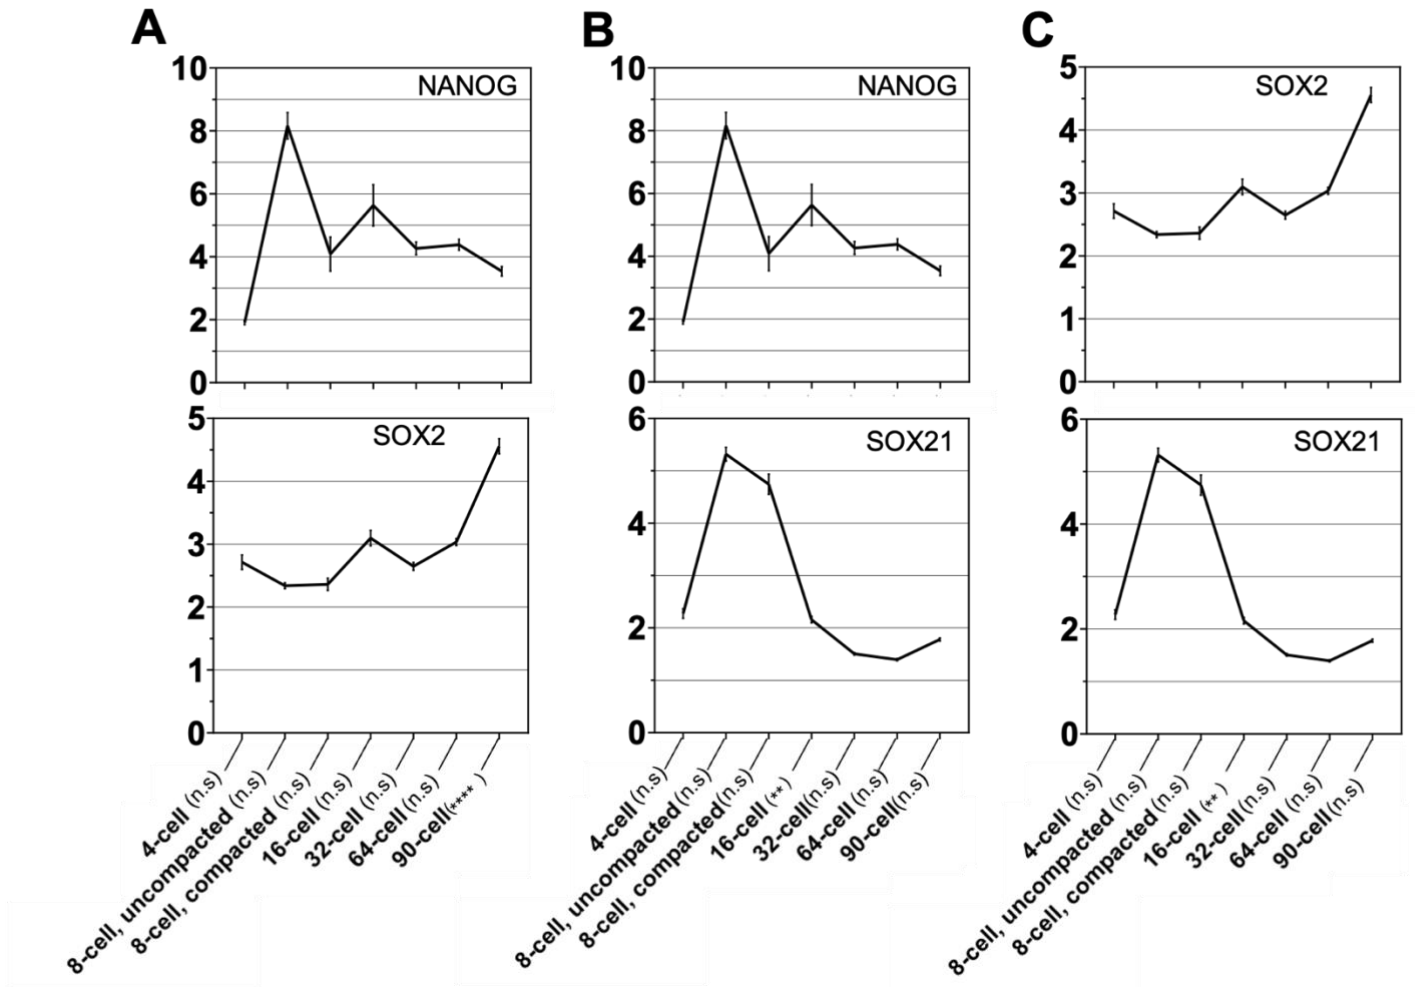 A
B
C
10
8
6
4
2
0
NANOG
10
8
6
4
2
0
NANOG
5
4
3
2
1
0
SOX2
5
4
3
2
1
0
SOX2
6
4
2
0
SOX21
6
4
2
0
SOX21
4-cell (n.s)
8-cell, uncompacted (n.s)
8-cell, compacted (n.s)
16-cell (n.s)
32-cell (n.s)
64-cell (n.s)
90-cell(**** )
4-cell (n.s)
8-cell, uncompacted (n.s)
8-cell, compacted (n.s)
16-cell (**)
32-cell(n.s)
64-cell (n.s)
90-cell(n.s)
4-cell (n.s)
8-cell, uncompacted (n.s)
8-cell, compacted (n.s)
16-cell (** )
32-cell (n.s)
64-cell (n.s)
90-cell (n.s)